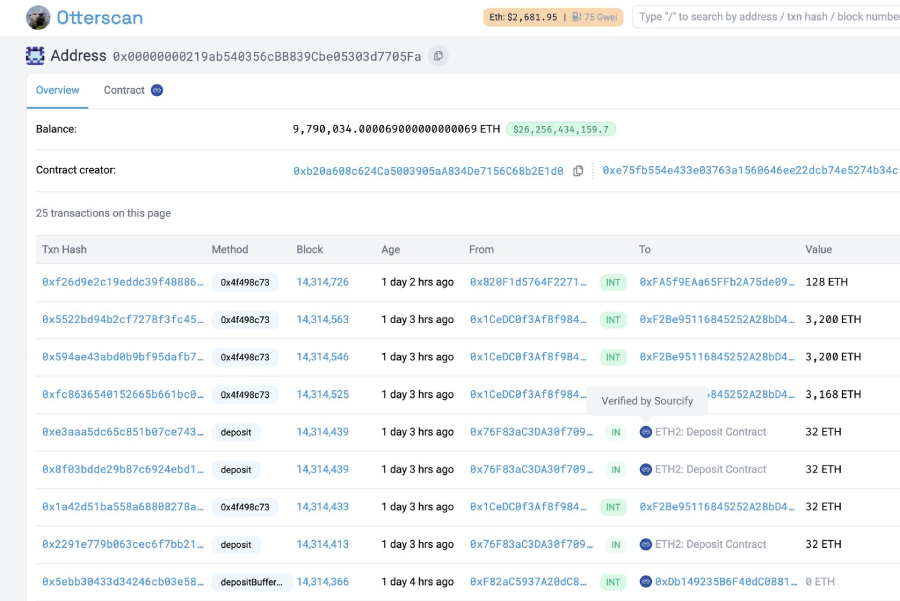 Otterscan
Eth: $2,681.95 | 75 Gwei
Type "/" to search by address / txn hash / block number
Address 0x00000000219ab540356cBB839Cbe05303d7705Fa
Overview Contract
Balance: 9,790,034.000069000000000069 ETH $26,256,434,159.7
Contract creator: 0xb20a608c624Ca5003905aA834De7156C68b2E1d0 0xe75fb554e433e03763a1560646ee22dcb74e5274b34c
25 transactions on this page
Txn Hash Method Block Age From To Value
0xf26d9e2c19eddc39f48886… 0x4f498c73 14,314,726 1 day 2 hrs ago 0x820F1d5764F2271… INT 0xFA5f9EAa65FFb2A75de09… 128 ETH
0x5522bd94b2cf7278f3fc45… 0x4f498c73 14,314,563 1 day 3 hrs ago 0x1CeDC0f3Af8f984… INT 0xF2Be95116845252A28bD4… 3,200 ETH
0x594ae43abd0b9bf95dafb7… 0x4f498c73 14,314,546 1 day 3 hrs ago 0x1CeDC0f3Af8f984… INT 0xF2Be95116845252A28bD4… 3,200 ETH
0xfc8636540152665b661bc0… 0x4f498c73 14,314,525 1 day 3 hrs ago 0x1CeDC0f3Af8f984… 845252A28bD4… 3,168 ETH
Verified by Sourcify
0xe3aaa5dc65c851b07ce743… deposit 14,314,439 1 day 3 hrs ago 0x76F83aC3DA30f709… IN ETH2: Deposit Contract 32 ETH
0x8f03bdde29b87c6924ebd1… deposit 14,314,439 1 day 3 hrs ago 0x76F83aC3DA30f709… IN ETH2: Deposit Contract 32 ETH
0x1a42d51ba558a68808278a… 0x4f498c73 14,314,433 1 day 3 hrs ago 0x1CeDC0f3Af8f984… INT 0xF2Be95116845252A28bD4… 32 ETH
0x2291e779b063cec6f7bb21… deposit 14,314,413 1 day 3 hrs ago 0x76F83aC3DA30f709… IN ETH2: Deposit Contract 32 ETH
0x5ebb30433d34246cb03e58… depositBuffer… 14,314,366 1 day 4 hrs ago 0xF82aC5937A20dC8… INT 0xDb149235B6F40dC0881… 0 ETH